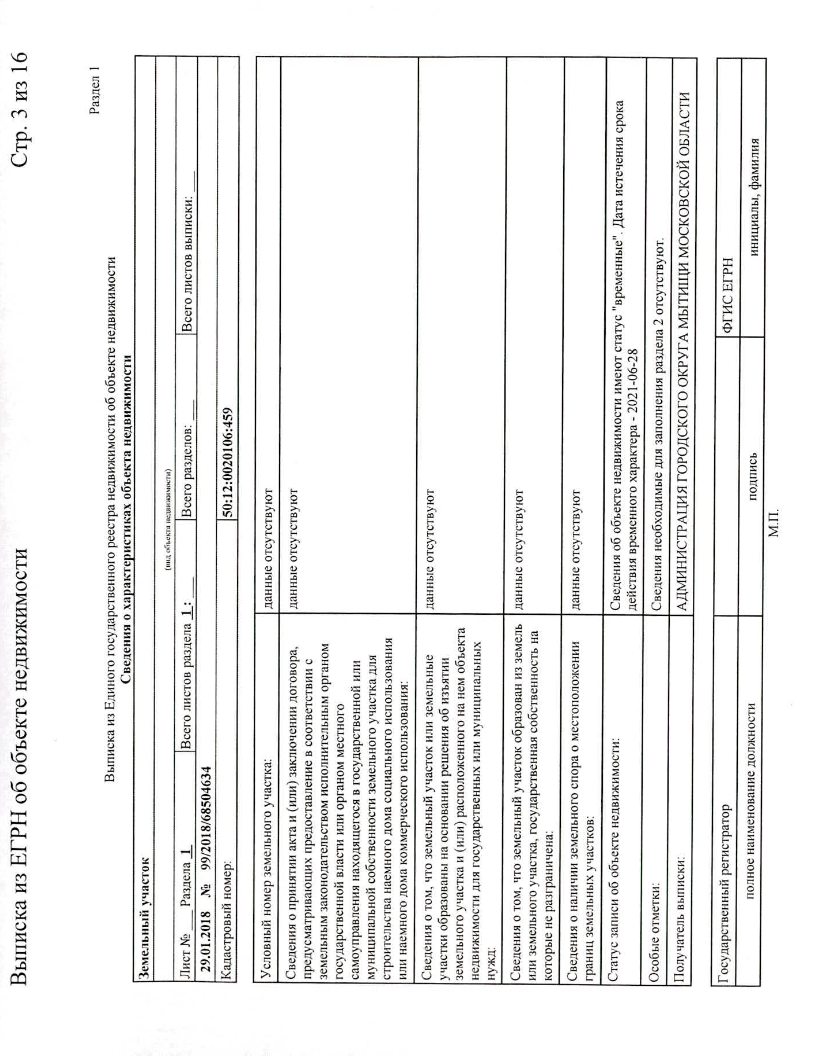 Выписка из ЕГРН об объекте недвижимости Стр. 3 из 16
Раздел 1
Выписка из Единого государственного реестра недвижимости об объекте недвижимости
Сведения о характеристиках объекта недвижимости
Земельный участок
(вид объекта недвижимости)
Лист № ___ Раздела 1 Всего листов раздела 1 : ___ Всего разделов: ___ Всего листов выписки: ___
29.01.2018 № 99/2018/68504634
Кадастровый номер: 50:12:0020106:459
Условный номер земельного участка: данные отсутствуют
Сведения о принятии акта и (или) заключении договора, данные отсутствуют
предусматривающих предоставление в соответствии с
земельным законодательством исполнительным органом
государственной власти или органом местного
самоуправления находящегося в государственной или
муниципальной собственности земельного участка для
строительства наемного дома социального использования
или наемного дома коммерческого использования:
Сведения о том, что земельный участок или земельные данные отсутствуют
участки образованы на основании решения об изъятии
земельного участка и (или) расположенного на нем объекта
недвижимости для государственных или муниципальных
нужд:
Сведения о том, что земельный участок образован из земель данные отсутствуют
или земельного участка, государственная собственность на
которые не разграничена:
Сведения о наличии земельного спора о местоположении данные отсутствуют
границ земельных участков:
Статус записи об объекте недвижимости: Сведения об объекте недвижимости имеют статус "временные". Дата истечения срока
действия временного характера - 2021-06-28
Особые отметки: Сведения необходимые для заполнения раздела 2 отсутствуют.
Получатель выписки: АДМИНИСТРАЦИЯ ГОРОДСКОГО ОКРУГА МЫТИЩИ МОСКОВСКОЙ ОБЛАСТИ
Государственный регистратор ФГИС ЕГРН
полное наименование должности подпись инициалы, фамилия
М.П.